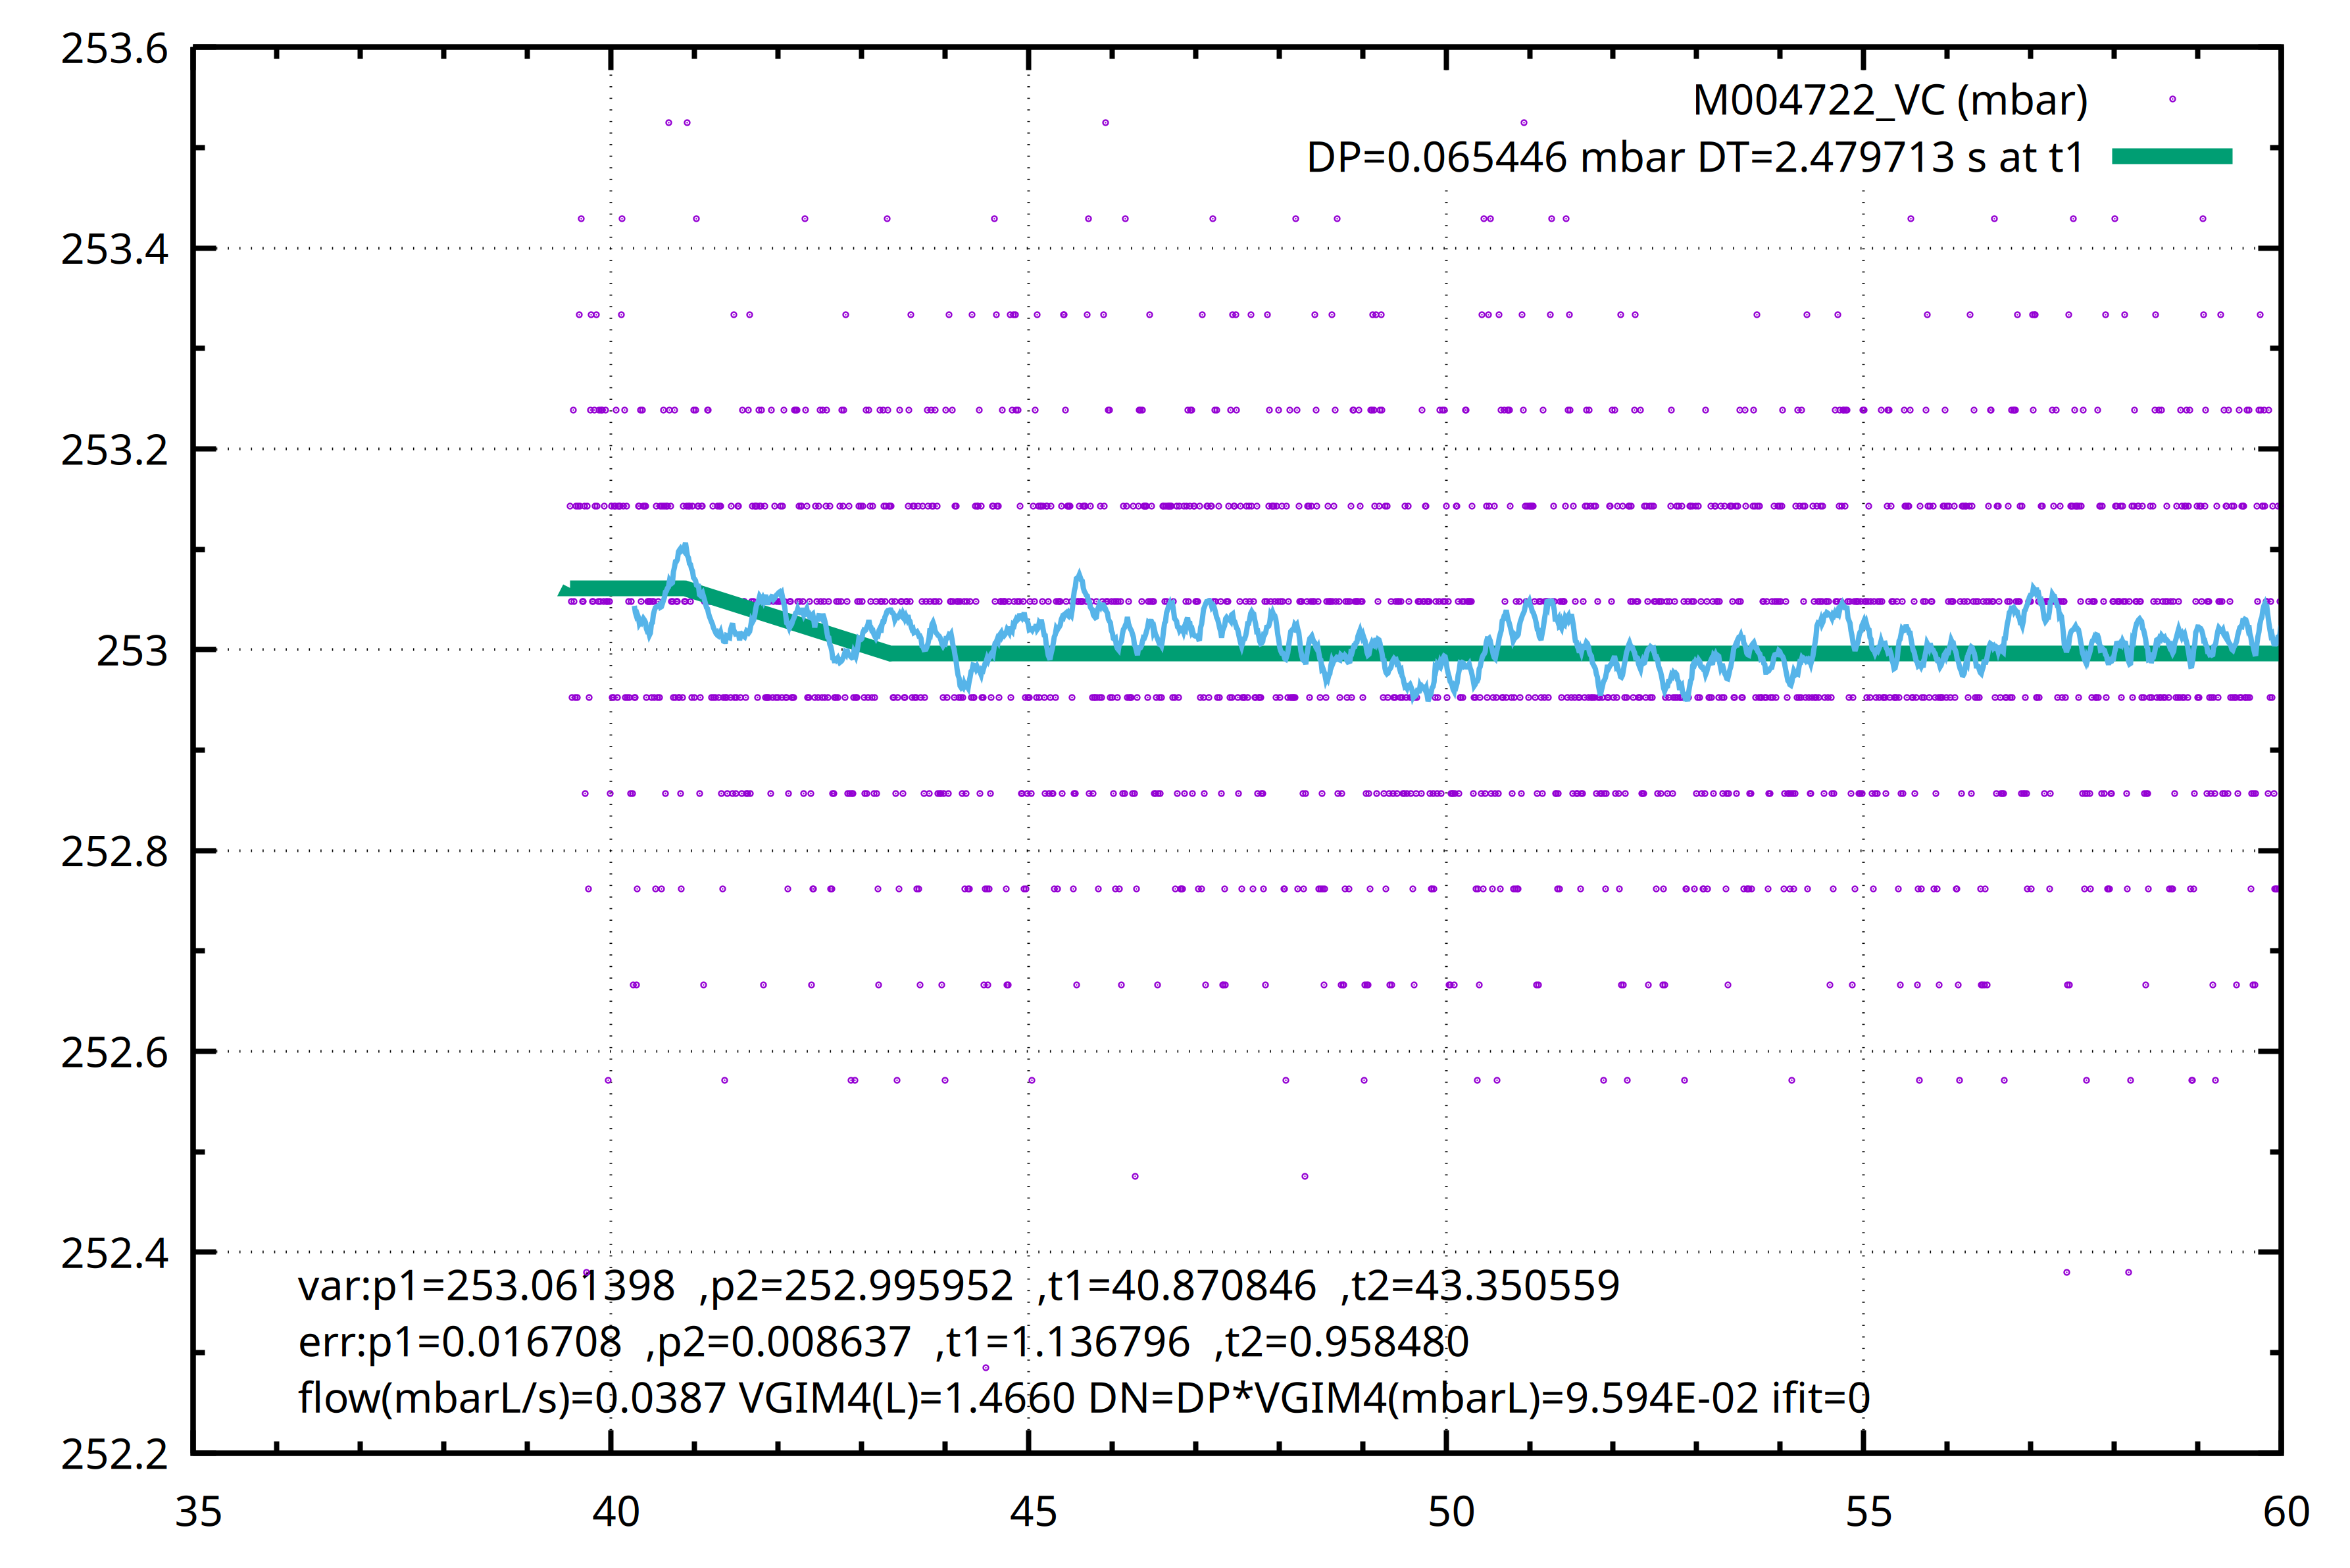 253.6
M004722_VC (mbar)
DP=0.065446 mbar DT=2.479713 s at t1
253.4
253.2
253
252.8
252.6
252.4
var:p1=253.061398 ,p2=252.995952 ,t1=40.870846 ,t2=43.350559
err:p1=0.016708 ,p2=0.008637 ,t1=1.136796 ,t2=0.958480
flow(mbarL/s)=0.0387 VGIM4(L)=1.4660 DN=DP*VGIM4(mbarL)=9.594E-02 ifit=0
252.2
35 40 45 50 55 60